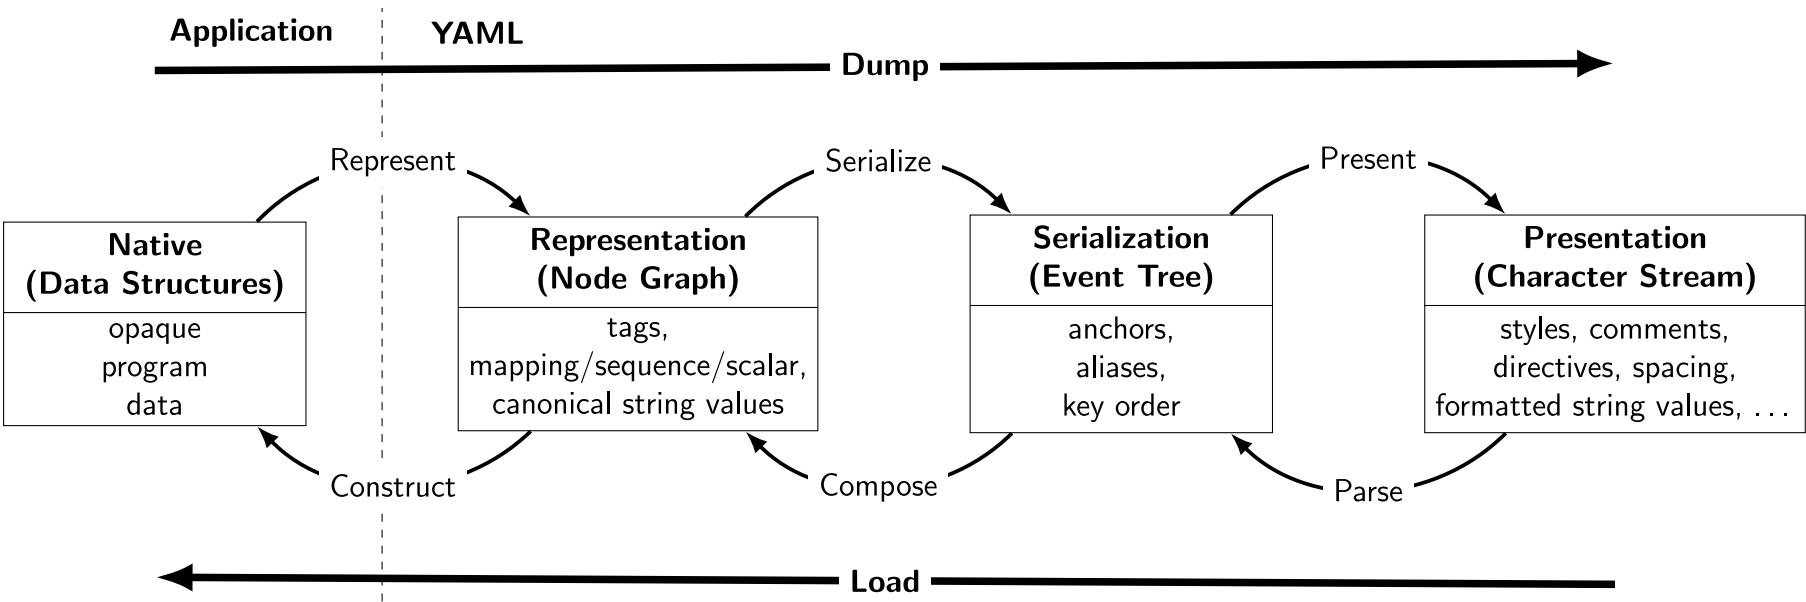 Application
YAML
Dump
Represent
Serialize
Present
Native
(Data Structures)
opaque
program
data
Representation
(Node Graph)
tags,
mapping/sequence/scalar,
canonical string values
Serialization
(Event Tree)
anchors,
aliases,
key order
Presentation
(Character Stream)
styles, comments,
directives, spacing,
formatted string values, ...
Construct
Compose
Parse
Load